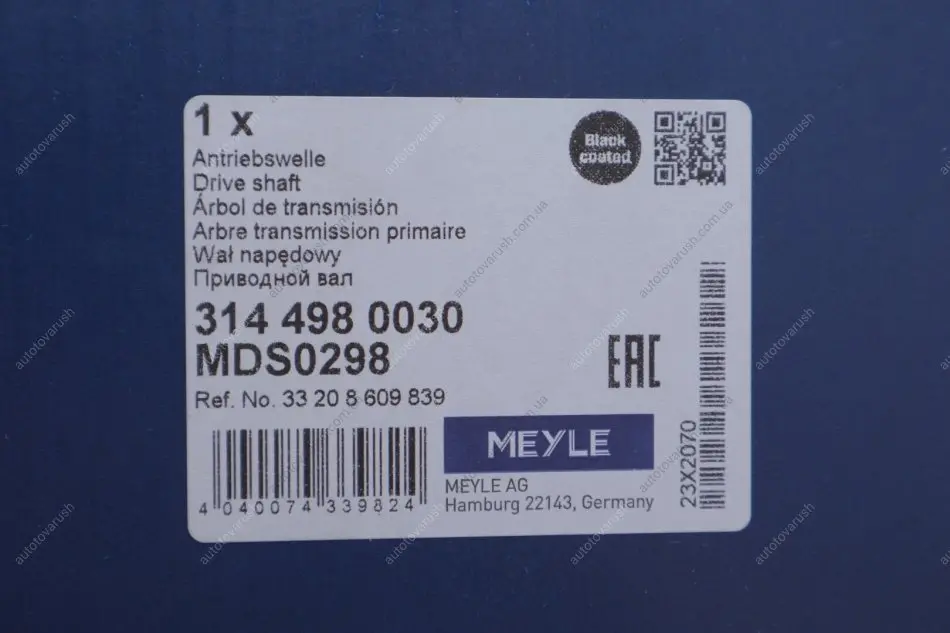 1 x
Antriebswelle
Drive shaft
Árbol de transmisión
Arbre transmission primaire
Wał napędowy
Приводной вал
314 498 0030
MDS0298
Ref. No. 33 20 8 609 839
4 040074 339824
Black
coated
EAC
MEYLE
MEYLE AG
Hamburg 22143, Germany
23X2070
autotovarush.com.ua